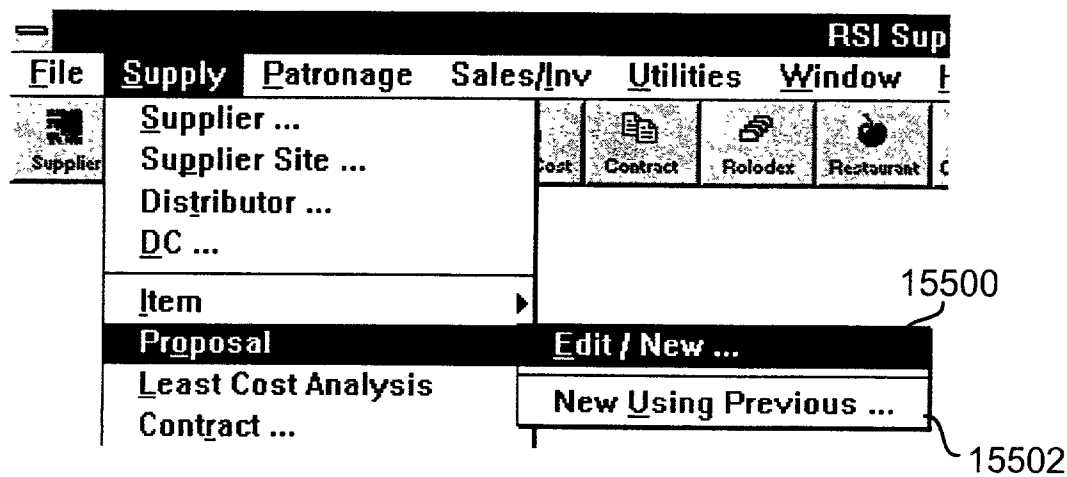 RSI Sup
File Supply Patronage Sales/Inv Utilities Window
Supplier Cost Contract Rolodex Restaurant
Supplier ...
Supplier Site ...
Distributor ...
DC ...
Item
Proposal
Least Cost Analysis
Contract ...
15500
Edit / New ...
New Using Previous ...
15502